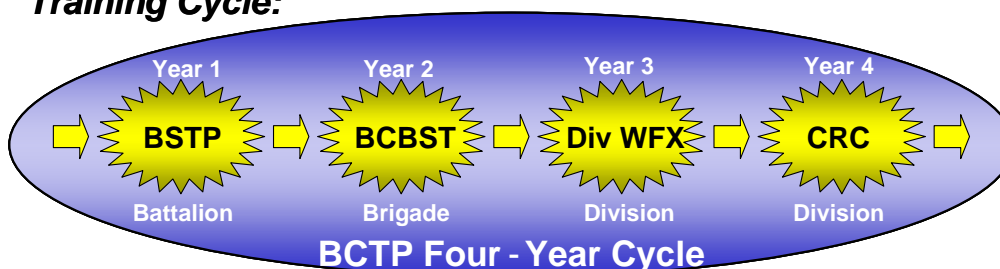 Training Cycle:
Year 1 Year 2 Year 3 Year 4
BSTP BCBST Div WFX CRC
Battalion Brigade Division Division
BCTP Four - Year Cycle